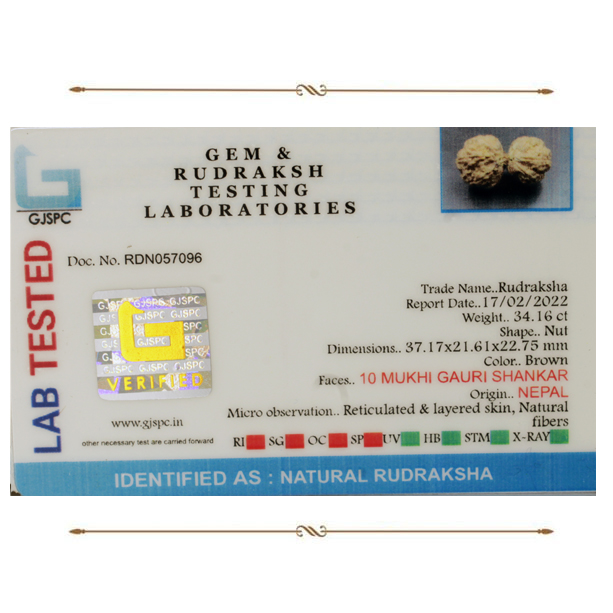 GEM &
RUDRAKSH
TESTING
LABORATORIES
GJSPC
LAB TESTED
Doc. No. RDN057096
GJSPC GJSPC GJSPC
G
VERIFIED
www.gjspc.in
other necessary test are carried forward
Trade Name..Rudraksha
Report Date..17/02/2022
Weight.. 34.16 ct
Shape.. Nut
Dimensions.. 37.17x21.61x22.75 mm
Color.. Brown
Faces.. 10 MUKHI GAURI SHANKAR
Origin.. NEPAL
Micro observation.. Reticulated & layered skin, Natural
fibers
RI SG OC SP UV HB STM X-RAY
IDENTIFIED AS : NATURAL RUDRAKSHA